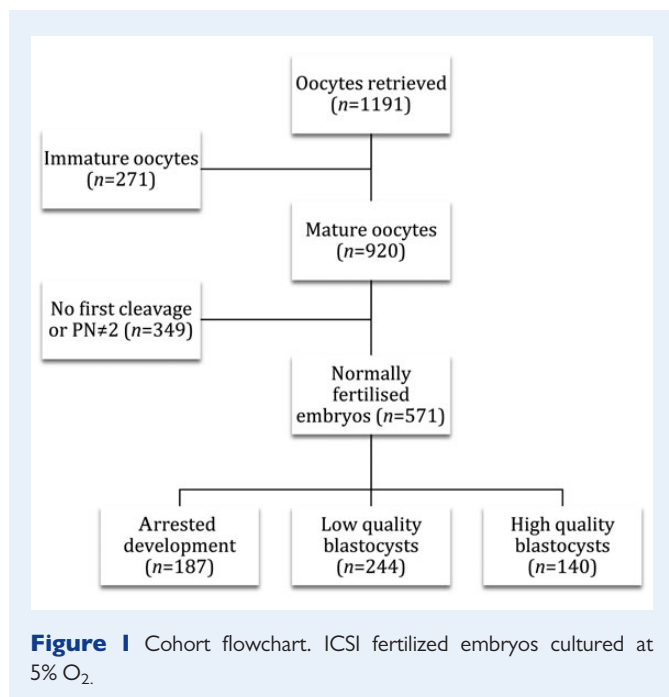 Oocytes retrieved
(n=1191)
Immature oocytes
(n=271)
Mature oocytes
(n=920)
No first cleavage
or PN≠2 (n=349)
Normally
fertilised
embryos (n=571)
Arrested
development
(n=187)
Low quality
blastocysts
(n=244)
High quality
blastocysts
(n=140)
Figure 1 Cohort flowchart. ICSI fertilized embryos cultured at
5% O₂.